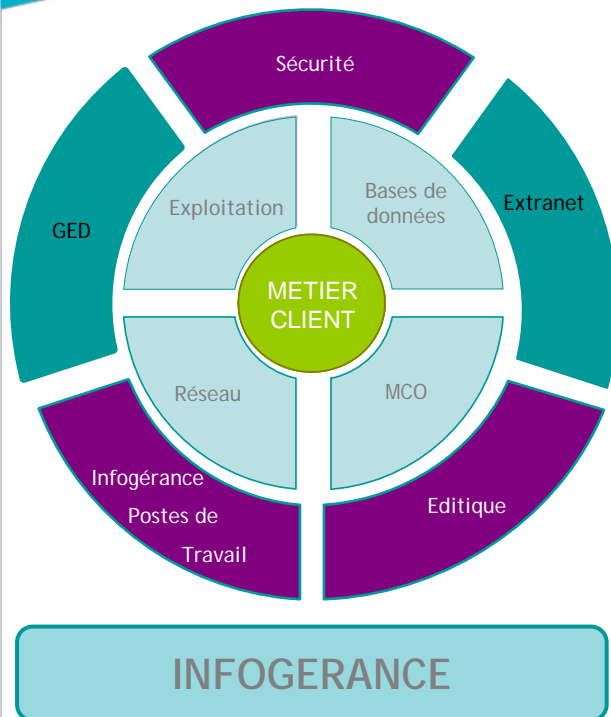 Sécurité
GED
Exploitation
Bases de
données
Extranet
METIER
CLIENT
Réseau
MCO
Infogérance
Postes de
Travail
Editique
INFOGERANCE